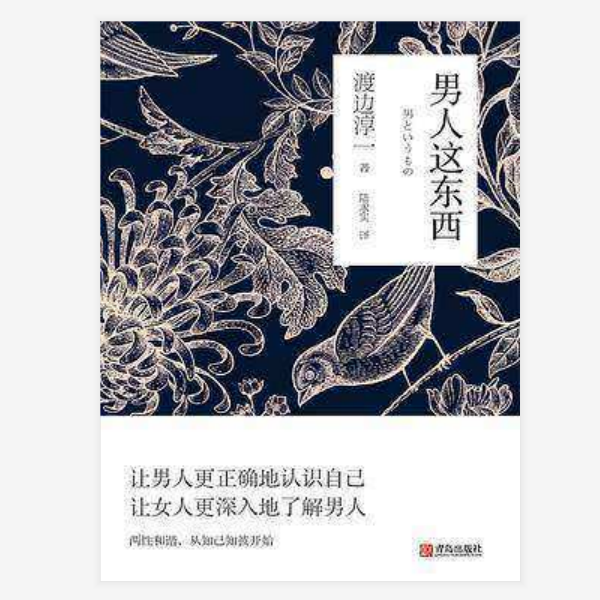 男人这东西
男というもの
渡边淳一 著
陆求实 译
让男人更正确地认识自己
让女人更深入地了解男人
两性和谐，从知己知彼开始
青岛出版社